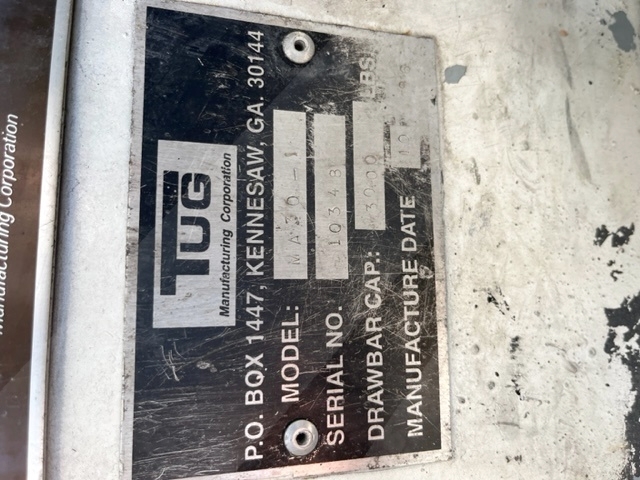 Manufacturing Corporation
TUG
Manufacturing Corporation
P.O. BOX 1447, KENNESAW, GA. 30144
MODEL: MA30-1
SERIAL NO. 10348
DRAWBAR CAP.: 3000 LBS.
MANUFACTURE DATE